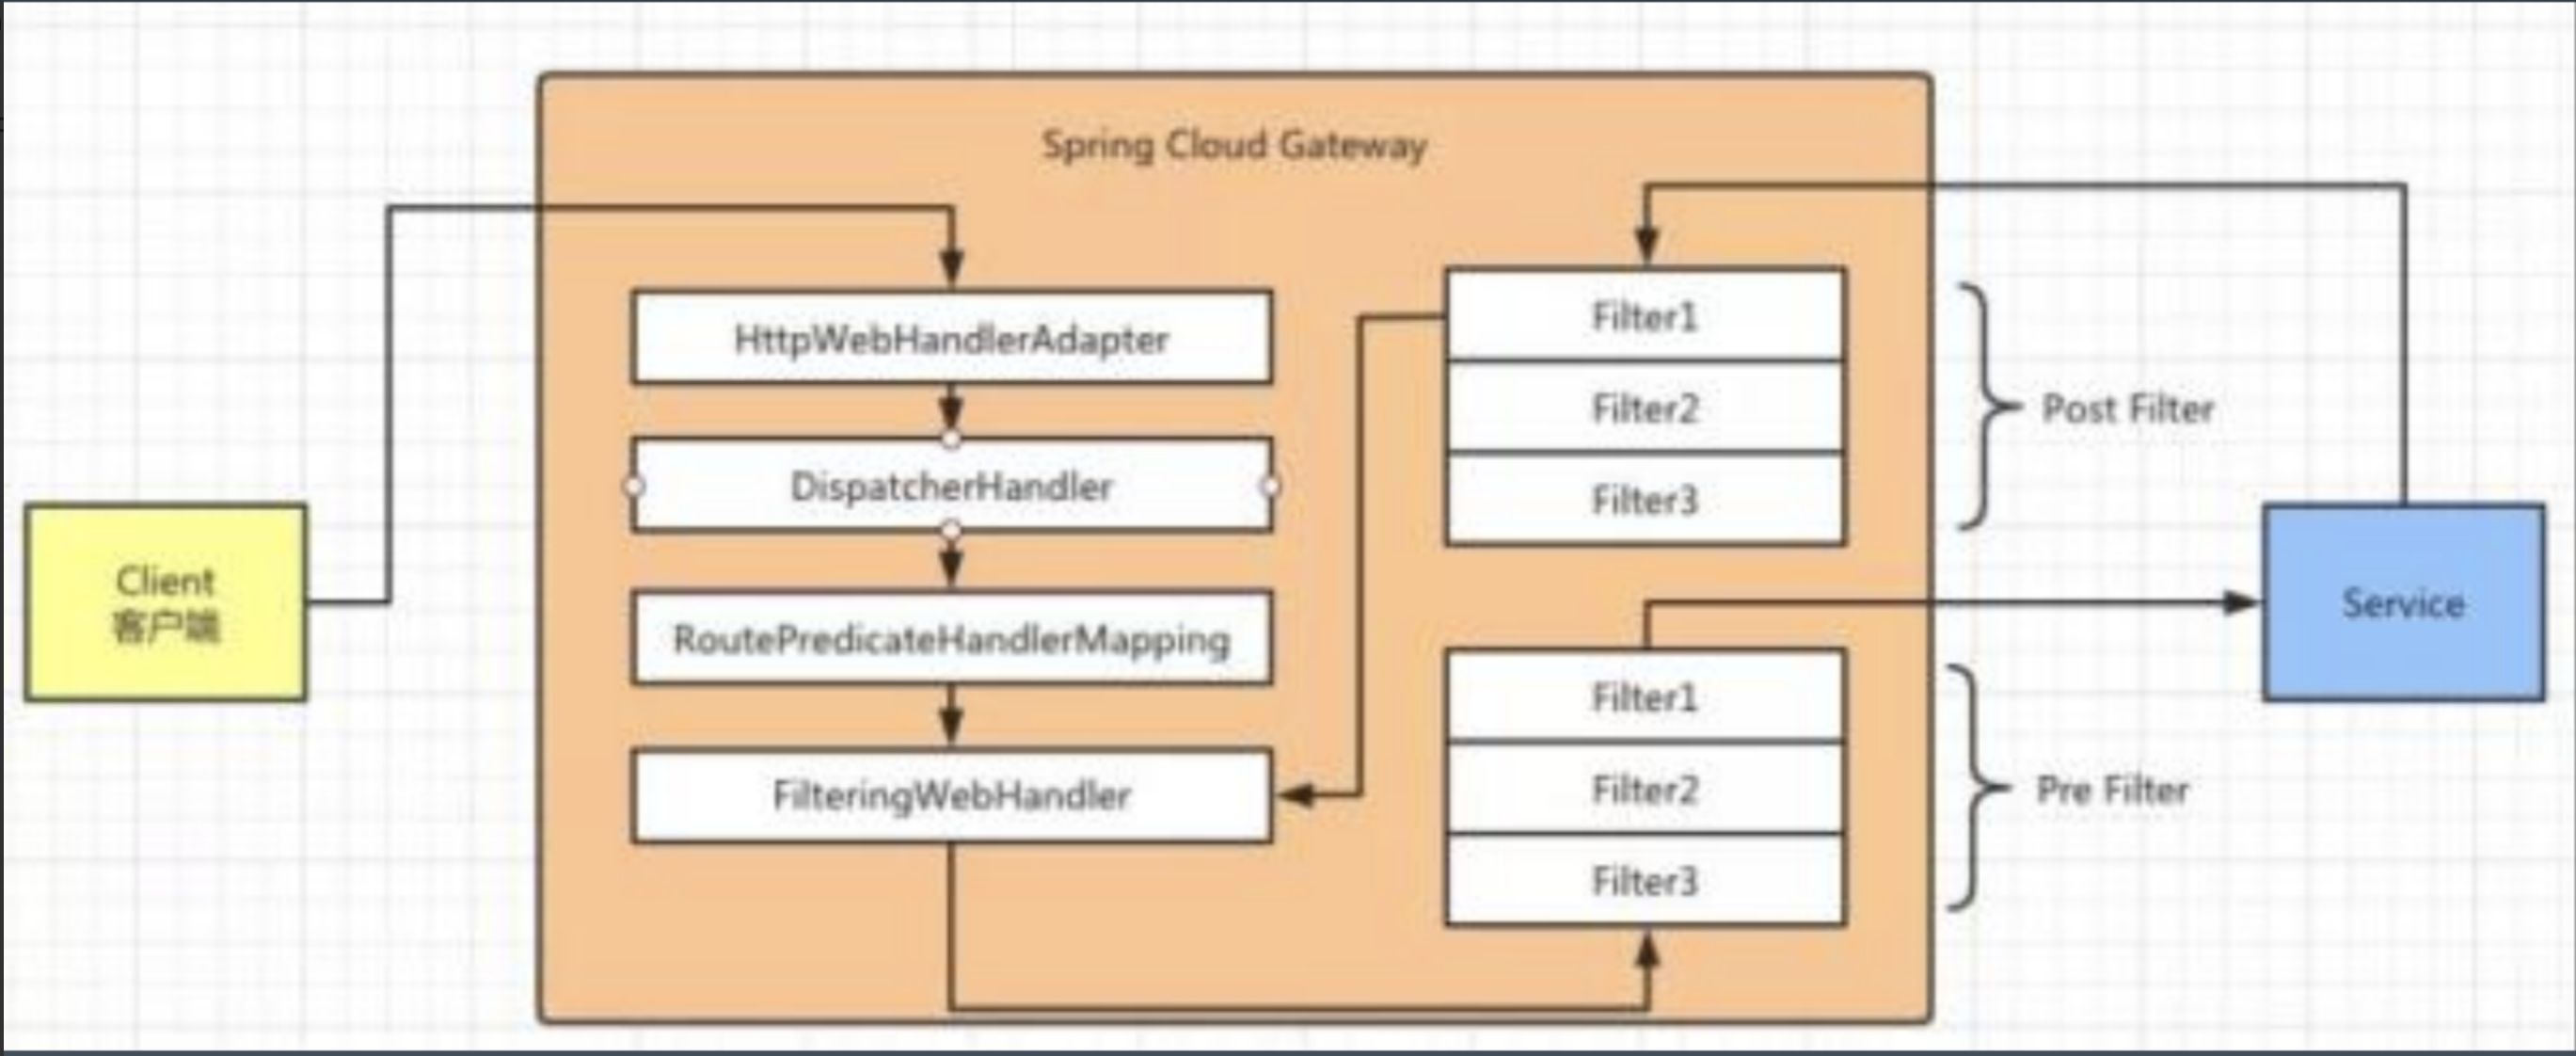 Spring Cloud Gateway
HttpWebHandlerAdapter
DispatcherHandler
RoutePredicateHandlerMapping
FilteringWebHandler
Client
客户端
Filter1
Filter2
Filter3
Post Filter
Filter1
Filter2
Filter3
Pre Filter
Service